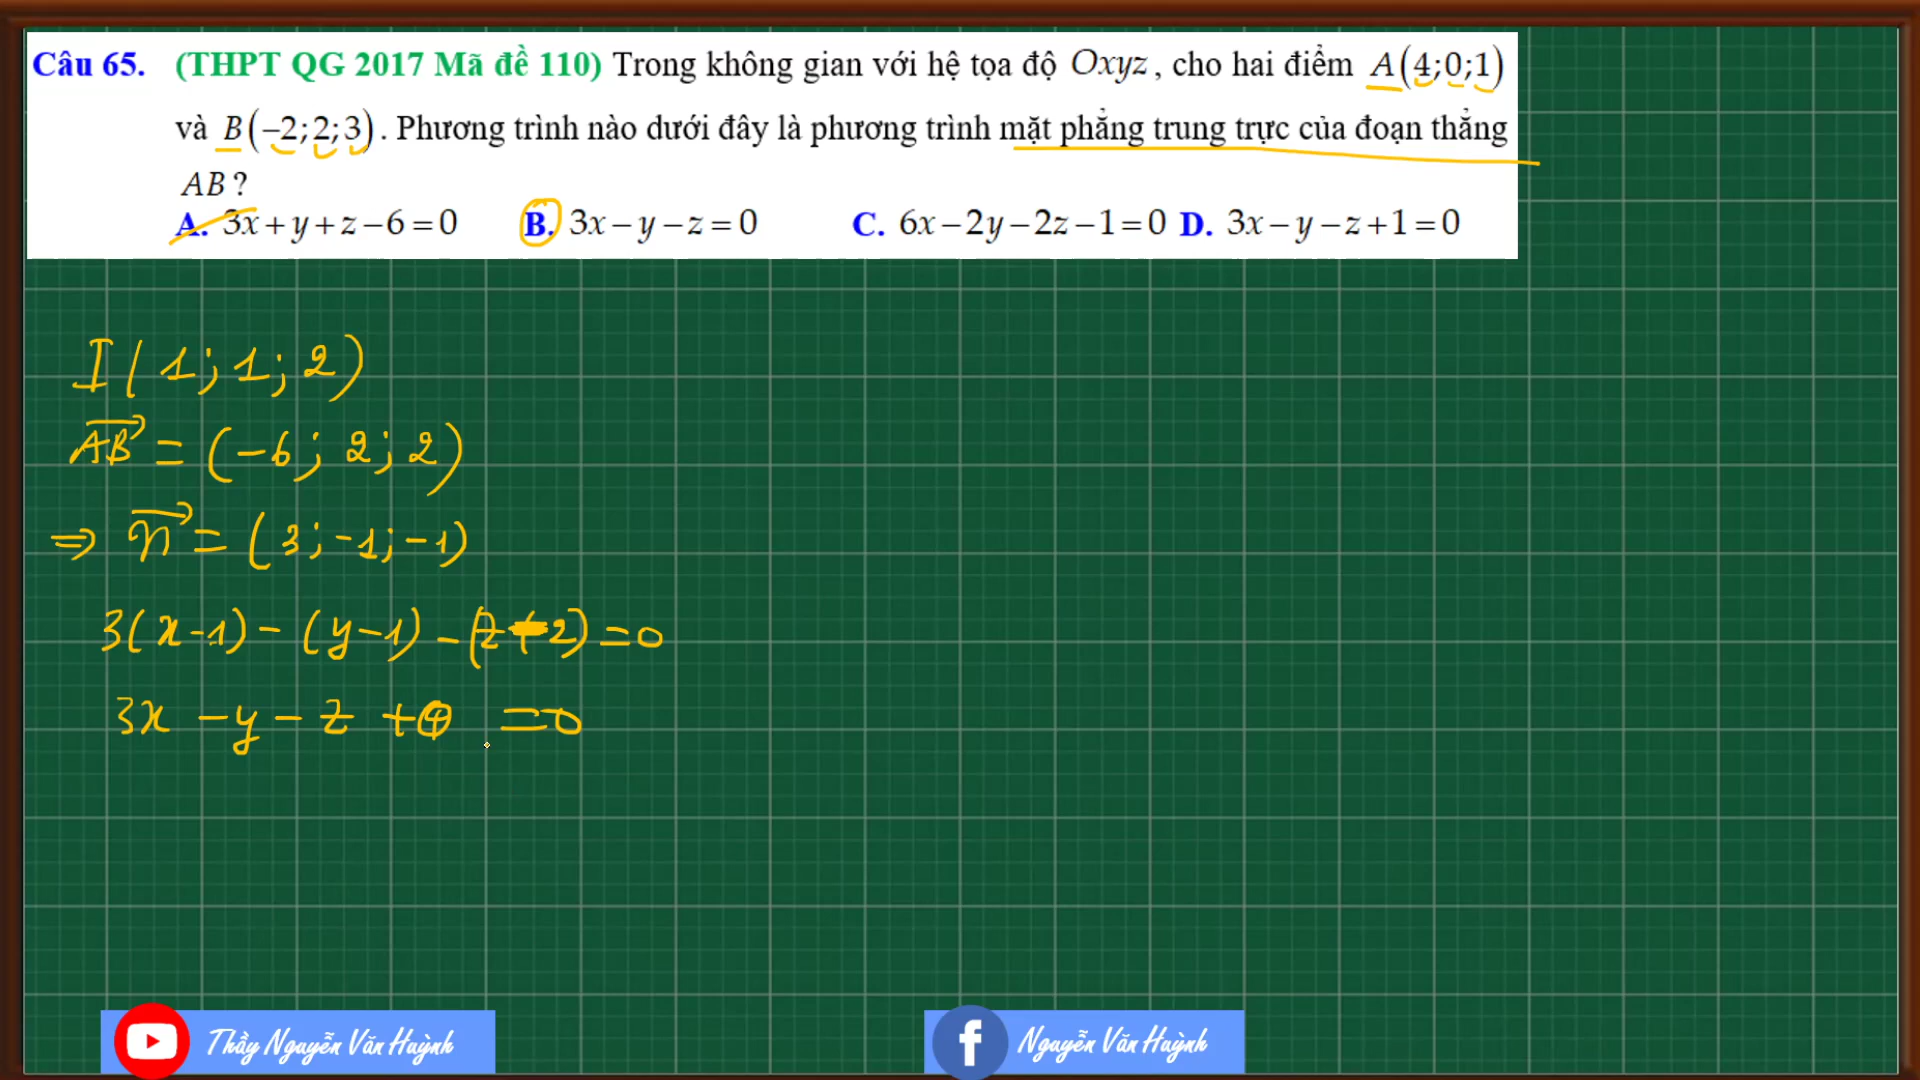 Câu 65. (THPT QG 2017 Mã đề 110) Trong không gian với hệ tọa độ Oxyz, cho hai điểm A(4;0;1)
và B(−2;2;3). Phương trình nào dưới đây là phương trình mặt phẳng trung trực của đoạn thẳng
AB?
A. 3x+y+z−6=0 B. 3x−y−z=0 C. 6x−2y−2z−1=0 D. 3x−y−z+1=0
I(1;1;2)
AB = (-6; 2; 2)
⇒ n = (3; -1; -1)
3(x-1) - (y-1) - (z-2) = 0
3x - y - z + 0 = 0
Thầy Nguyễn Văn Huỳnh
Nguyễn Văn Huỳnh